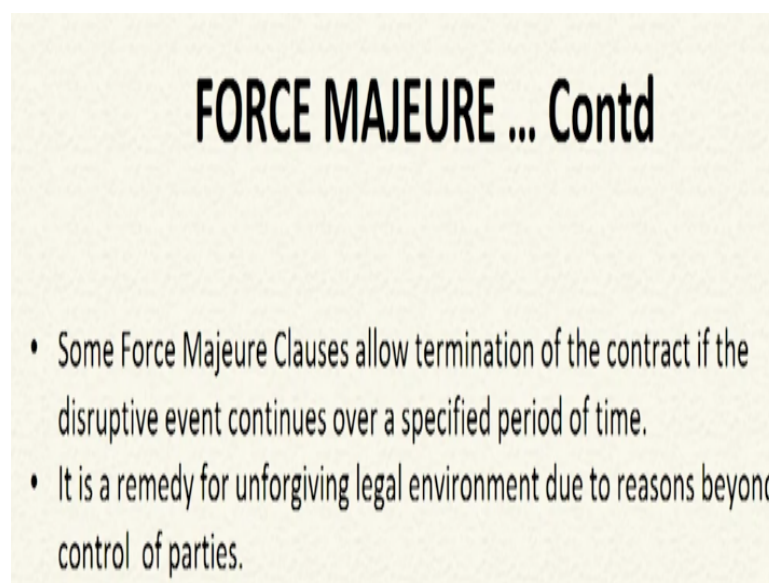 FORCE MAJEURE ... Contd
• Some Force Majeure Clauses allow termination of the contract if the
disruptive event continues over a specified period of time.
• It is a remedy for unforgiving legal environment due to reasons beyond
control of parties.